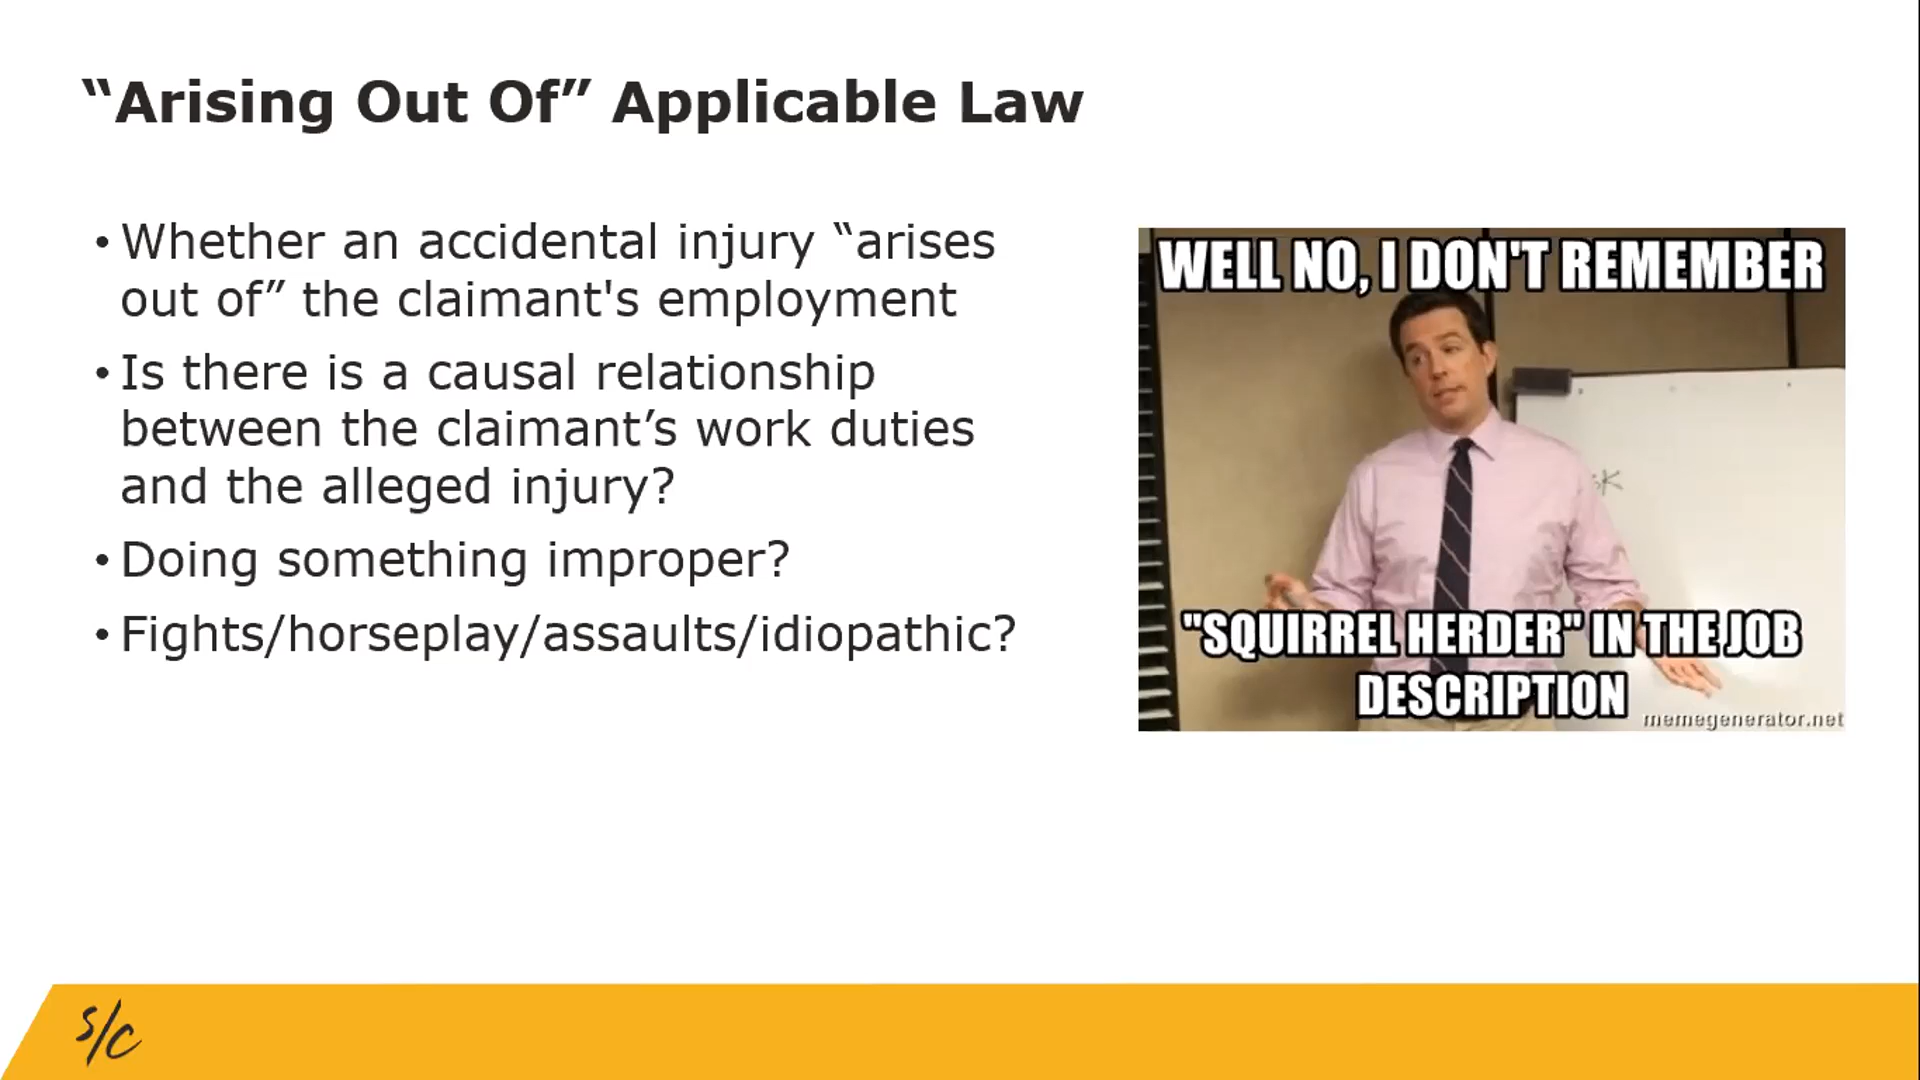 “Arising Out Of” Applicable Law
• Whether an accidental injury “arises
out of” the claimant's employment
• Is there is a causal relationship
between the claimant’s work duties
and the alleged injury?
• Doing something improper?
• Fights/horseplay/assaults/idiopathic?
WELL NO, I DON'T REMEMBER
sk
"SQUIRREL HERDER" IN THE JOB
DESCRIPTION
memegenerator.net
S/C